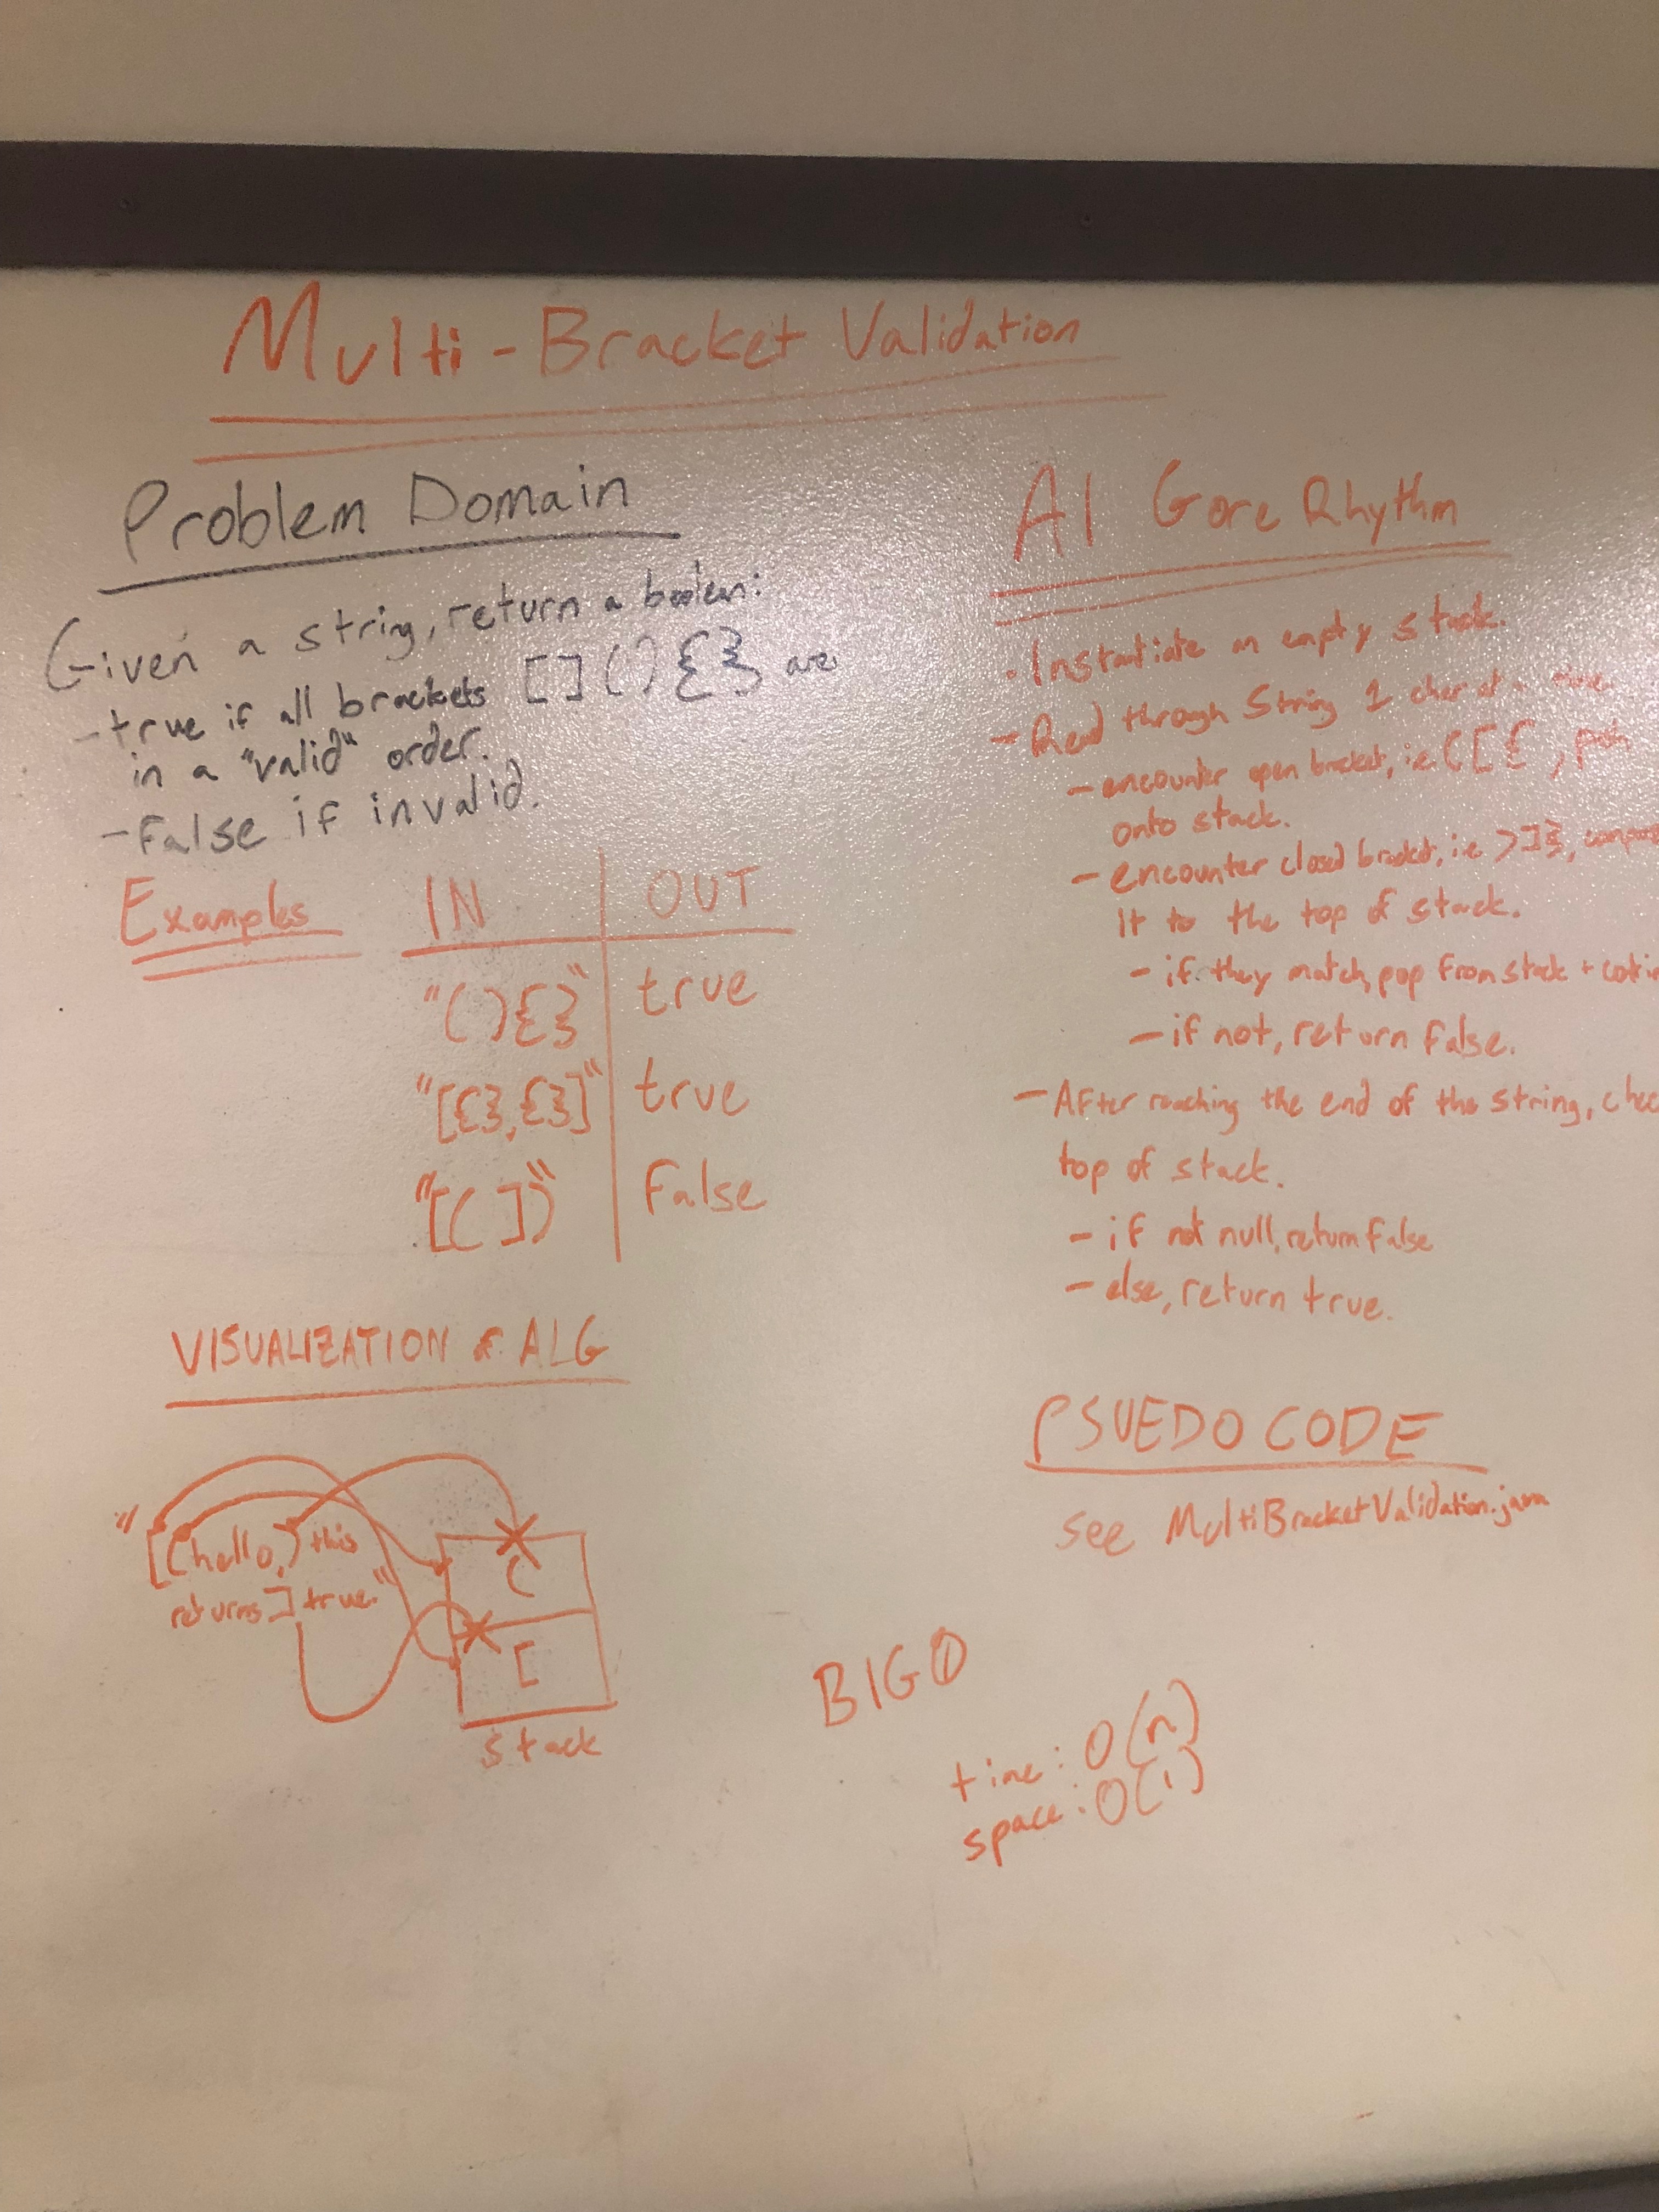 Multi-Bracket Validation
Problem Domain
Given a string, return a boolean:
-true if all brackets [] () {} are
in a "valid" order.
-False if invalid.
Examples IN OUT
"(){}" true
"[{},{}]" true
"[(])" False
VISUALIZATION of ALG
"[(hello,) this
returns] true."
(
[
stack
Al Gore Rhythm
- Instantiate an empty stack.
- Read through String 1 char at a time.
- encounter open bracket, i.e. ( [ { , push
onto stack.
- encounter closed bracket, i.e. ) ] },
It to the top of stack.
- if they match, pop from stack +
- if not, return false.
- After reaching the end of the string, chec
top of stack.
- if not null, return false
- else, return true.
PSUEDO CODE
see MultiBracketValidation.java
BIG O
time: O(n)
space: O(1)